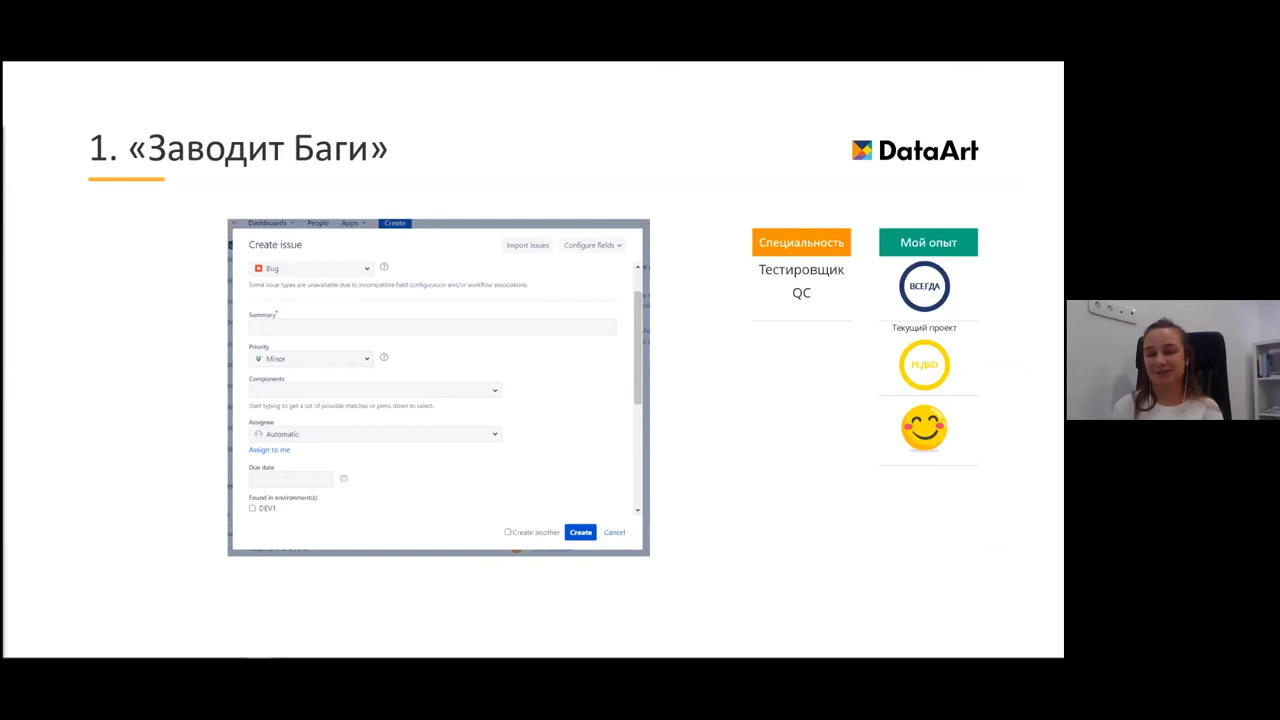 1. «Заводит Баги»
DataArt
Dashboards People Apps Create
Create issue
Import issues
Configure fields
Bug
Some issue types are unavailable due to incompatible field configuration and/or workflow associations.
Summary*
Priority
Minor
Components
Start typing to get a list of possible matches or press down to select.
Assignee
Automatic
Assign to me
Due date
Found in environment(s)
DEV1
Create another
Create
Cancel
Специальность
Тестировщик
QC
Мой опыт
ВСЕГДА
Текущий проект
РЕДКО